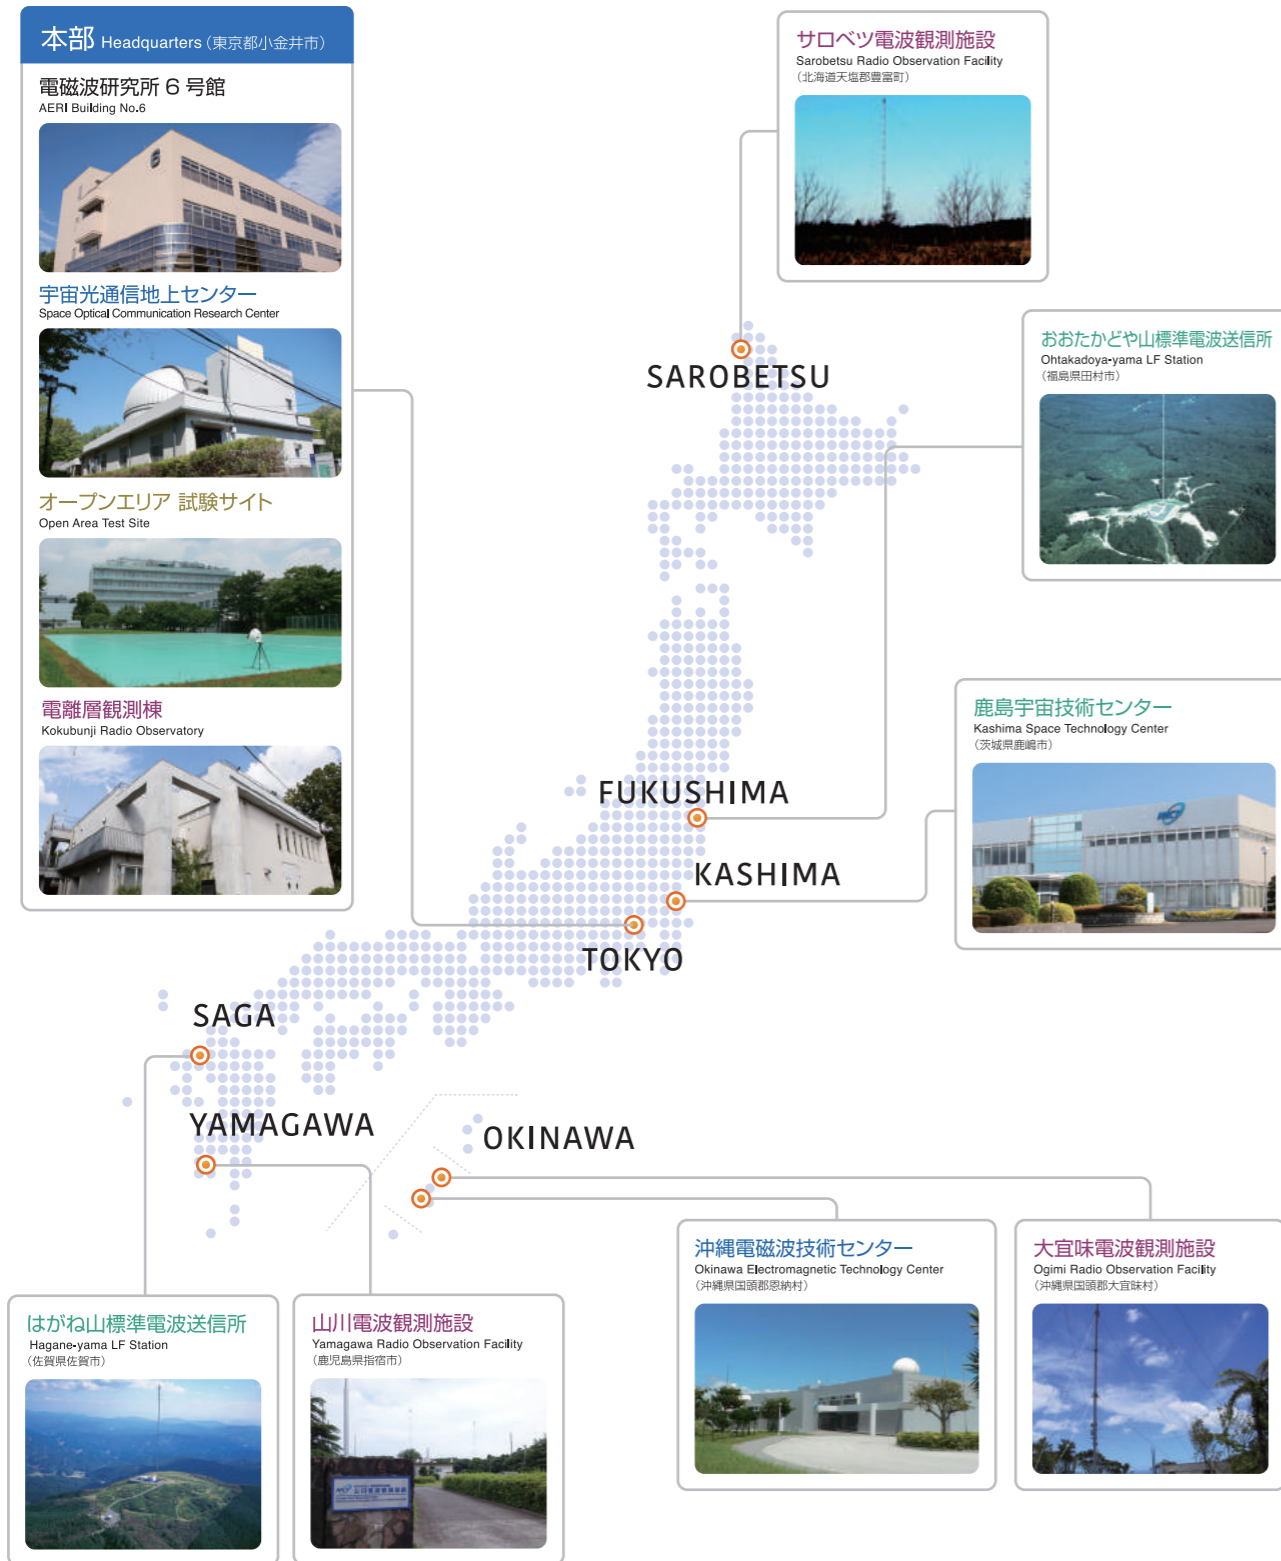 本部 Headquarters（東京都小金井市）
電磁波研究所 6 号館
AERI Building No.6
宇宙光通信地上センター
Space Optical Communication Research Center
オープンエリア 試験サイト
Open Area Test Site
電離層観測棟
Kokubunji Radio Observatory
サロベツ電波観測施設
Sarobetsu Radio Observation Facility
（北海道天塩郡豊富町）
おおたかどや山標準電波送信所
Ohtakadoya-yama LF Station
（福島県田村市）
鹿島宇宙技術センター
Kashima Space Technology Center
（茨城県鹿嶋市）
SAROBETSU
FUKUSHIMA
KASHIMA
TOKYO
SAGA
YAMAGAWA
OKINAWA
はがね山標準電波送信所
Hagane-yama LF Station
（佐賀県佐賀市）
山川電波観測施設
Yamagawa Radio Observation Facility
（鹿児島県指宿市）
沖縄電磁波技術センター
Okinawa Electromagnetic Technology Center
（沖縄県国頭郡恩納村）
大宜味電波観測施設
Ogimi Radio Observation Facility
（沖縄県国頭郡大宜味村）